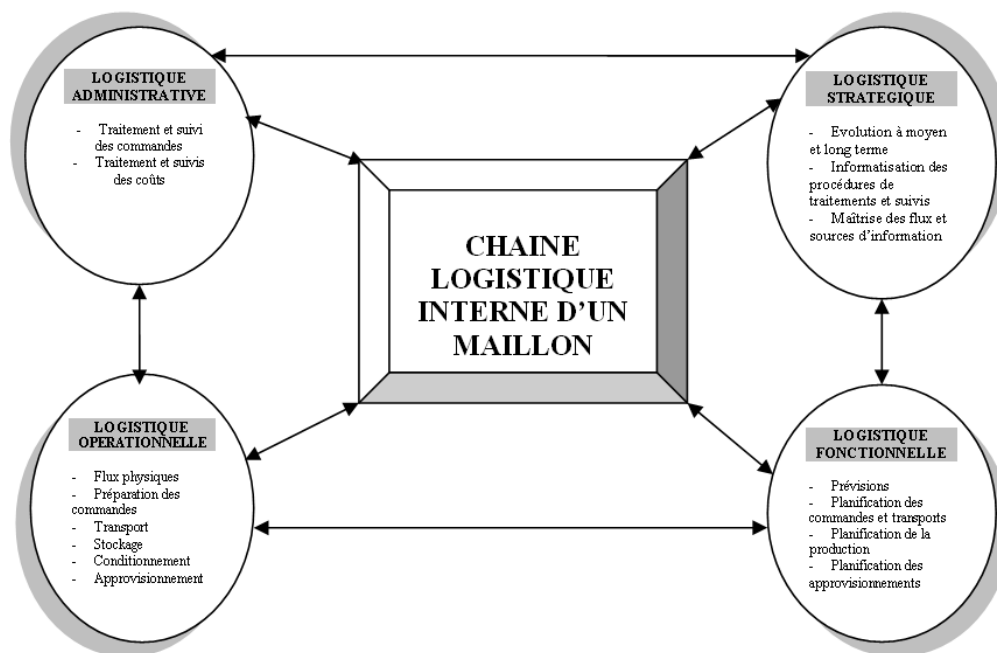 LOGISTIQUE
ADMINISTRATIVE
- Traitement et suivi
des commandes
- Traitement et suivis
des coûts
LOGISTIQUE
STRATEGIQUE
- Evolution à moyen
et long terme
- Informatisation des
procédures de
traitements et suivis
- Maîtrise des flux et
sources d'information
CHAINE
LOGISTIQUE
INTERNE D'UN
MAILLON
LOGISTIQUE
OPERATIONNELLE
- Flux physiques
- Préparation des
commandes
- Transport
- Stockage
- Conditionnement
- Approvisionnement
LOGISTIQUE
FONCTIONNELLE
- Prévisions
- Planification des
commandes et transports
- Planification de la
production
- Planification des
approvisionnements